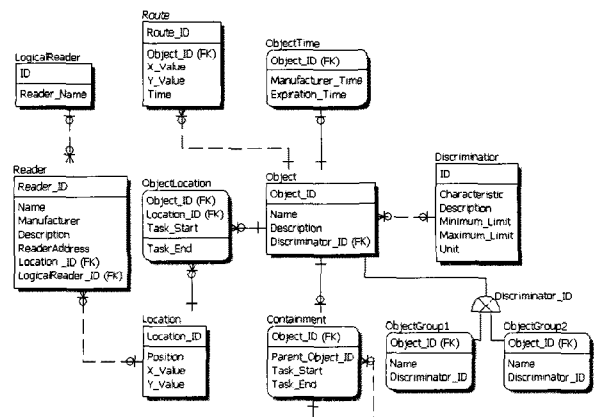 Route
Route_ID
Object_ID (FK)
X_Value
Y_Value
Time
ObjectTime
Object_ID (FK)
Manufacturer_Time
Expiration_Time
LogicalReader
ID
Reader_Name
Reader
Reader_ID
Name
Manufacturer
Description
ReaderAddress
Location _ID (FK)
LogicalReader_ID (FK)
ObjectLocation
Object_ID (FK)
Location_ID (FK)
Task_Start
Task_End
Object
Object_ID
Name
Description
Discriminator_ID (FK)
Discriminator
ID
Characteristic
Description
Minimum_Limit
Maximum_Limit
Unit
Discriminator_ID
Location
Location_ID
Position
X_Value
Y_Value
Containment
Object_ID (FK)
Parent_Object_ID
Task_Start
Task_End
ObjectGroup1
Object_ID (FK)
Name
Discriminator_ID
ObjectGroup2
Object_ID (FK)
Name
Discriminator_ID